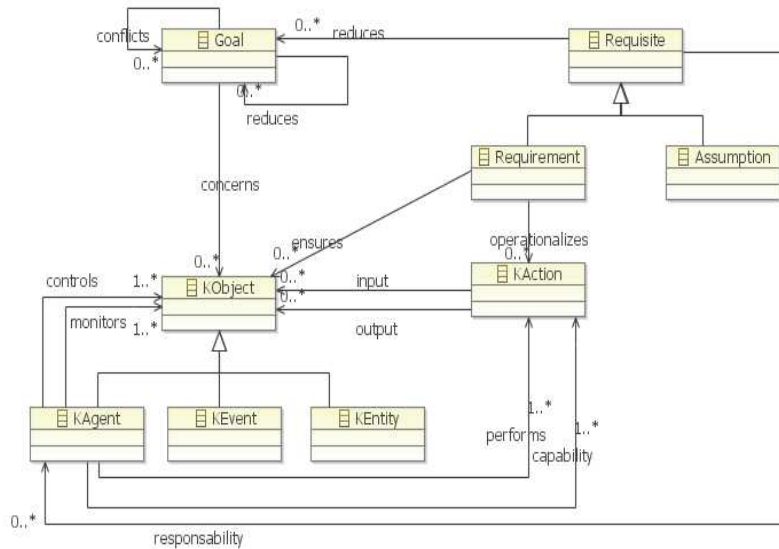 Goal
conflicts
0..*
0..*
reduces
Requisite
0..*
reduces
Requirement
Assumption
concerns
ensures
0..*
operationalizes
0..*
0..*
controls
1..*
KObject
0..*
input
KAction
monitors
1..*
0..*
output
KAgent
KEvent
KEntity
1..*
performs
1..*
capability
0..*
responsability